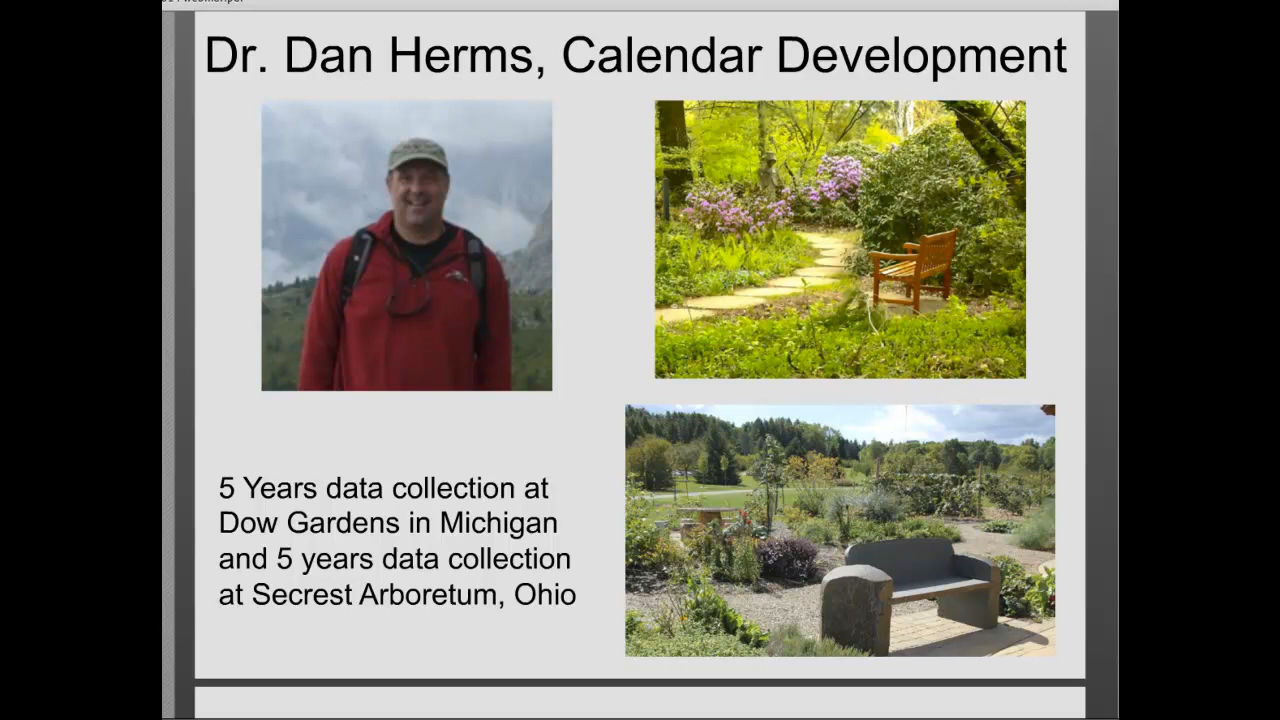 Dr. Dan Herms, Calendar Development
5 Years data collection at
Dow Gardens in Michigan
and 5 years data collection
at Secrest Arboretum, Ohio